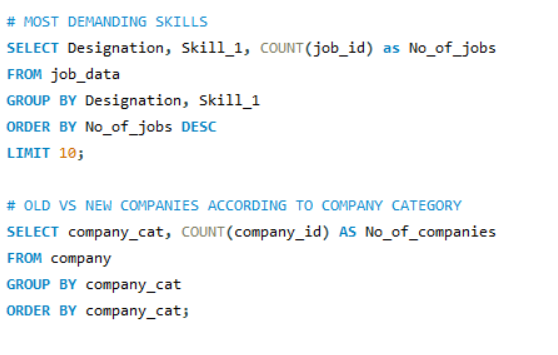 # MOST DEMANDING SKILLS
SELECT Designation, Skill_1, COUNT(job_id) as No_of_jobs
FROM job_data
GROUP BY Designation, Skill_1
ORDER BY No_of_jobs DESC
LIMIT 10;
# OLD VS NEW COMPANIES ACCORDING TO COMPANY CATEGORY
SELECT company_cat, COUNT(company_id) AS No_of_companies
FROM company
GROUP BY company_cat
ORDER BY company_cat;